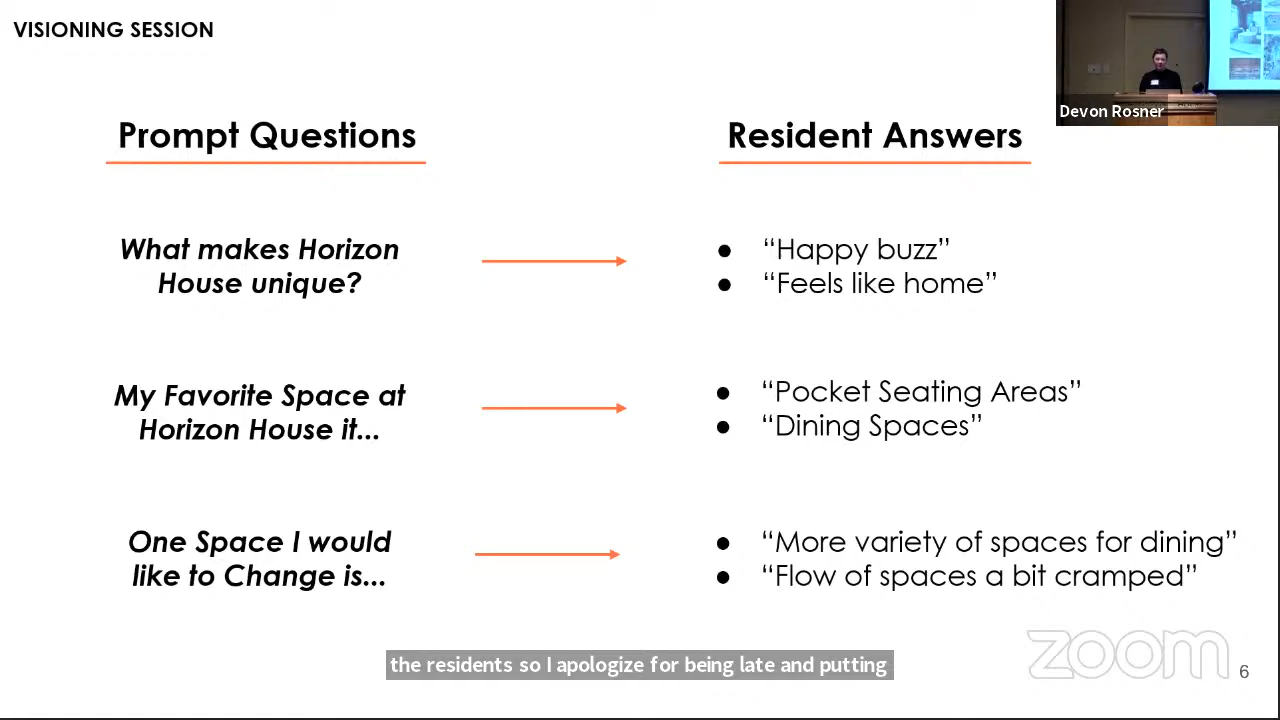 VISIONING SESSION
Devon Rosner
Prompt Questions
Resident Answers
What makes Horizon
House unique?
● “Happy buzz”
● “Feels like home”
My Favorite Space at
Horizon House it...
● “Pocket Seating Areas”
● “Dining Spaces”
One Space I would
like to Change is...
● “More variety of spaces for dining”
● “Flow of spaces a bit cramped”
the residents so I apologize for being late and putting
zoom
6